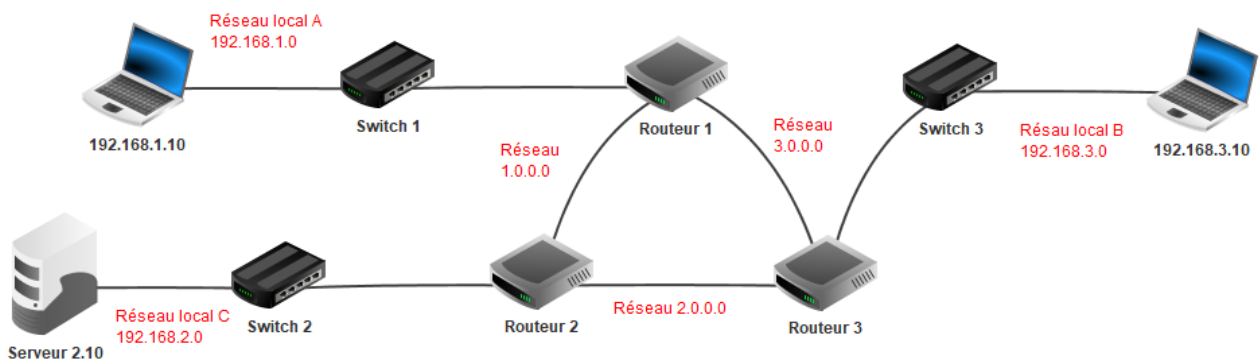 Réseau local A
192.168.1.0
192.168.1.10
Switch 1
Routeur 1
Réseau
3.0.0.0
Switch 3
Résau local B
192.168.3.0
192.168.3.10
Réseau
1.0.0.0
Serveur 2.10
Réseau local C
192.168.2.0
Switch 2
Routeur 2
Réseau 2.0.0.0
Routeur 3